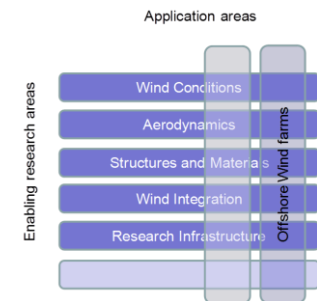 Application areas
Enabling research areas
Wind Conditions
Aerodynamics
Structures and Materials
Wind Integration
Research Infrastructure
Offshore Wind farms